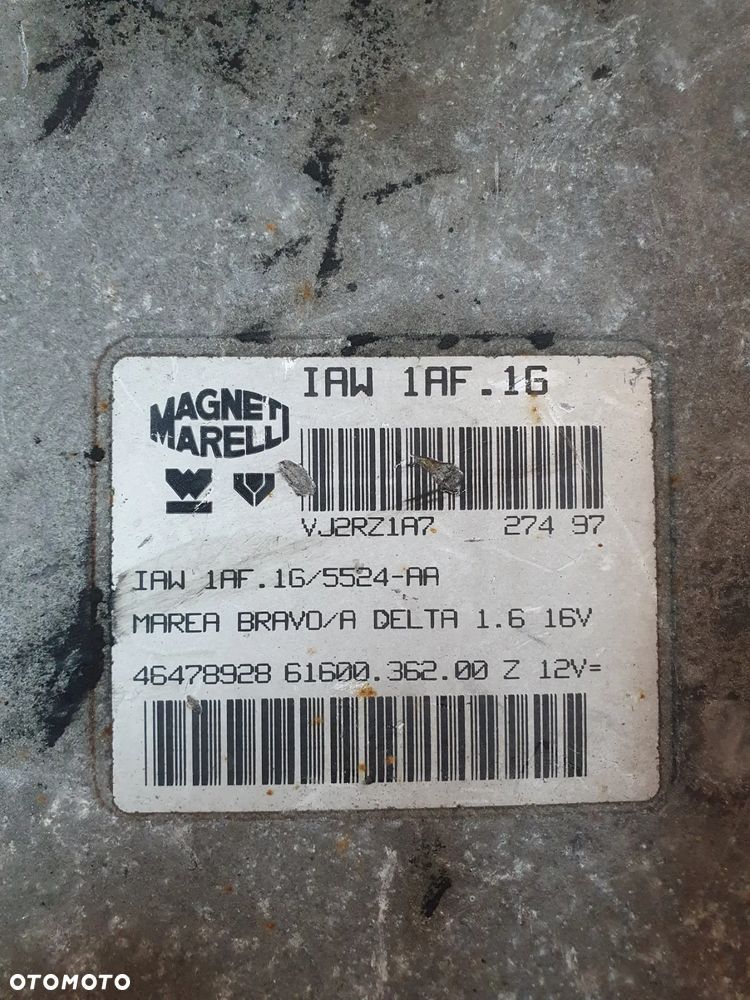 IAW 1AF.1G
MAGNETI
MARELLI
VJ2RZ1A7 274 97
IAW 1AF.1G/5524-AA
MAREA BRAVO/A DELTA 1.6 16V
46478928 61600.362.00 Z 12V=
OTOMOTO